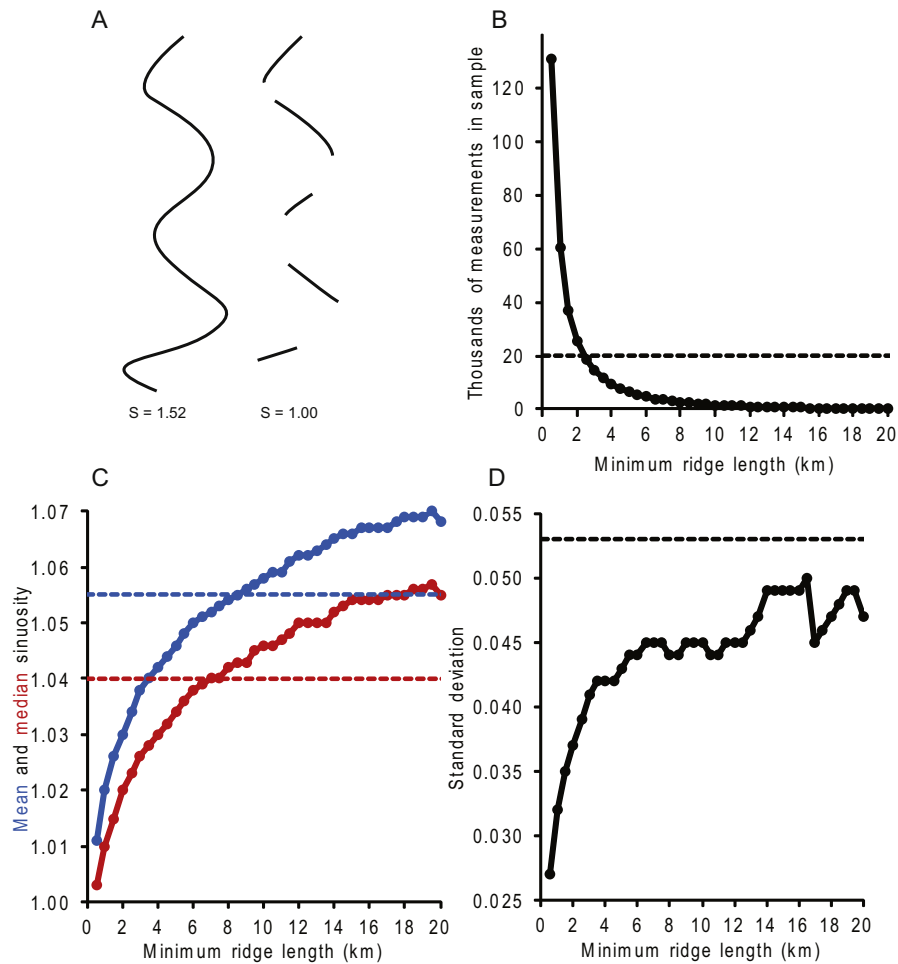 A
S = 1.52
S = 1.00
B
Thousands of measurements in sample
120
100
80
60
40
20
0
0 2 4 6 8 10 12 14 16 18 20
Minimum ridge length (km)
C
Mean and median sinuosity
1.07
1.06
1.05
1.04
1.03
1.02
1.01
1.00
0 2 4 6 8 10 12 14 16 18 20
Minimum ridge length (km)
D
Standard deviation
0.055
0.050
0.045
0.040
0.035
0.030
0.025
0 2 4 6 8 10 12 14 16 18 20
Minimum ridge length (km)